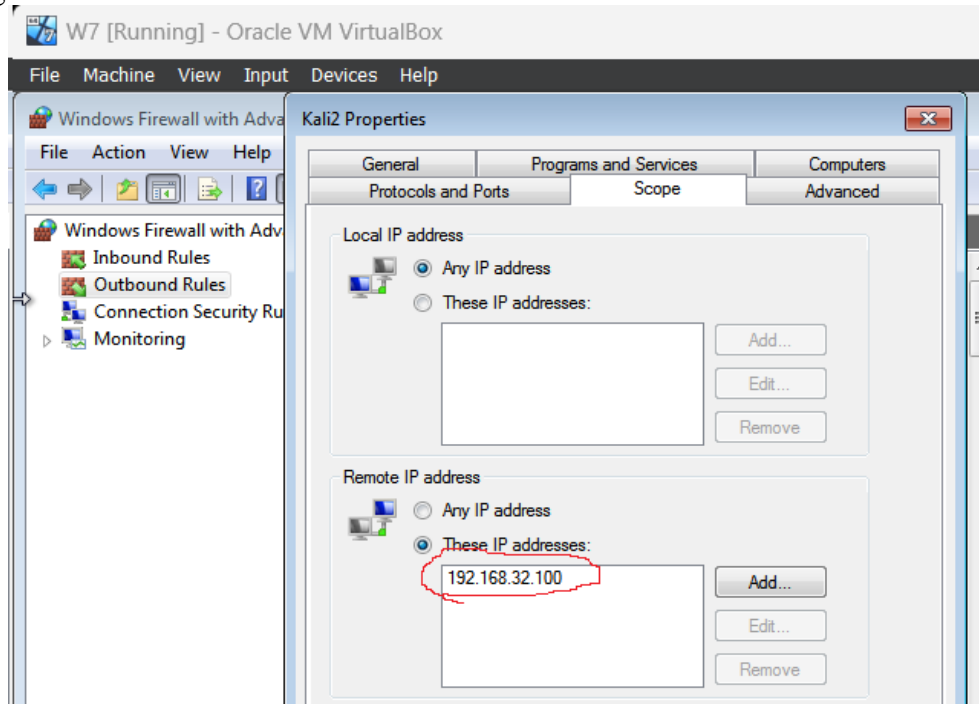 W7 [Running] - Oracle VM VirtualBox
File Machine View Input Devices Help
Windows Firewall with Adva
File Action View Help
Windows Firewall with Adv
Inbound Rules
Outbound Rules
Connection Security Ru
Monitoring
Kali2 Properties
General Programs and Services Computers
Protocols and Ports Scope Advanced
Local IP address
Any IP address
These IP addresses:
Add...
Edit...
Remove
Remote IP address
Any IP address
These IP addresses:
192.168.32.100
Add...
Edit...
Remove